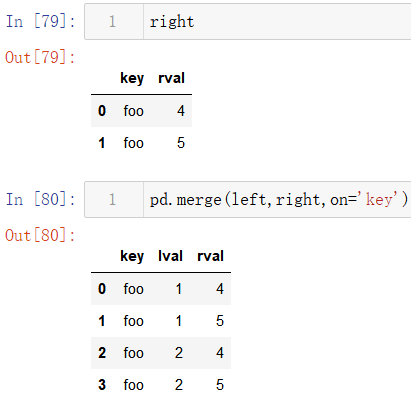 In [79]: 1 right
Out[79]:
key rval
0 foo 4
1 foo 5
In [80]: 1 pd.merge(left,right,on='key')
Out[80]:
key lval rval
0 foo 1 4
1 foo 1 5
2 foo 2 4
3 foo 2 5